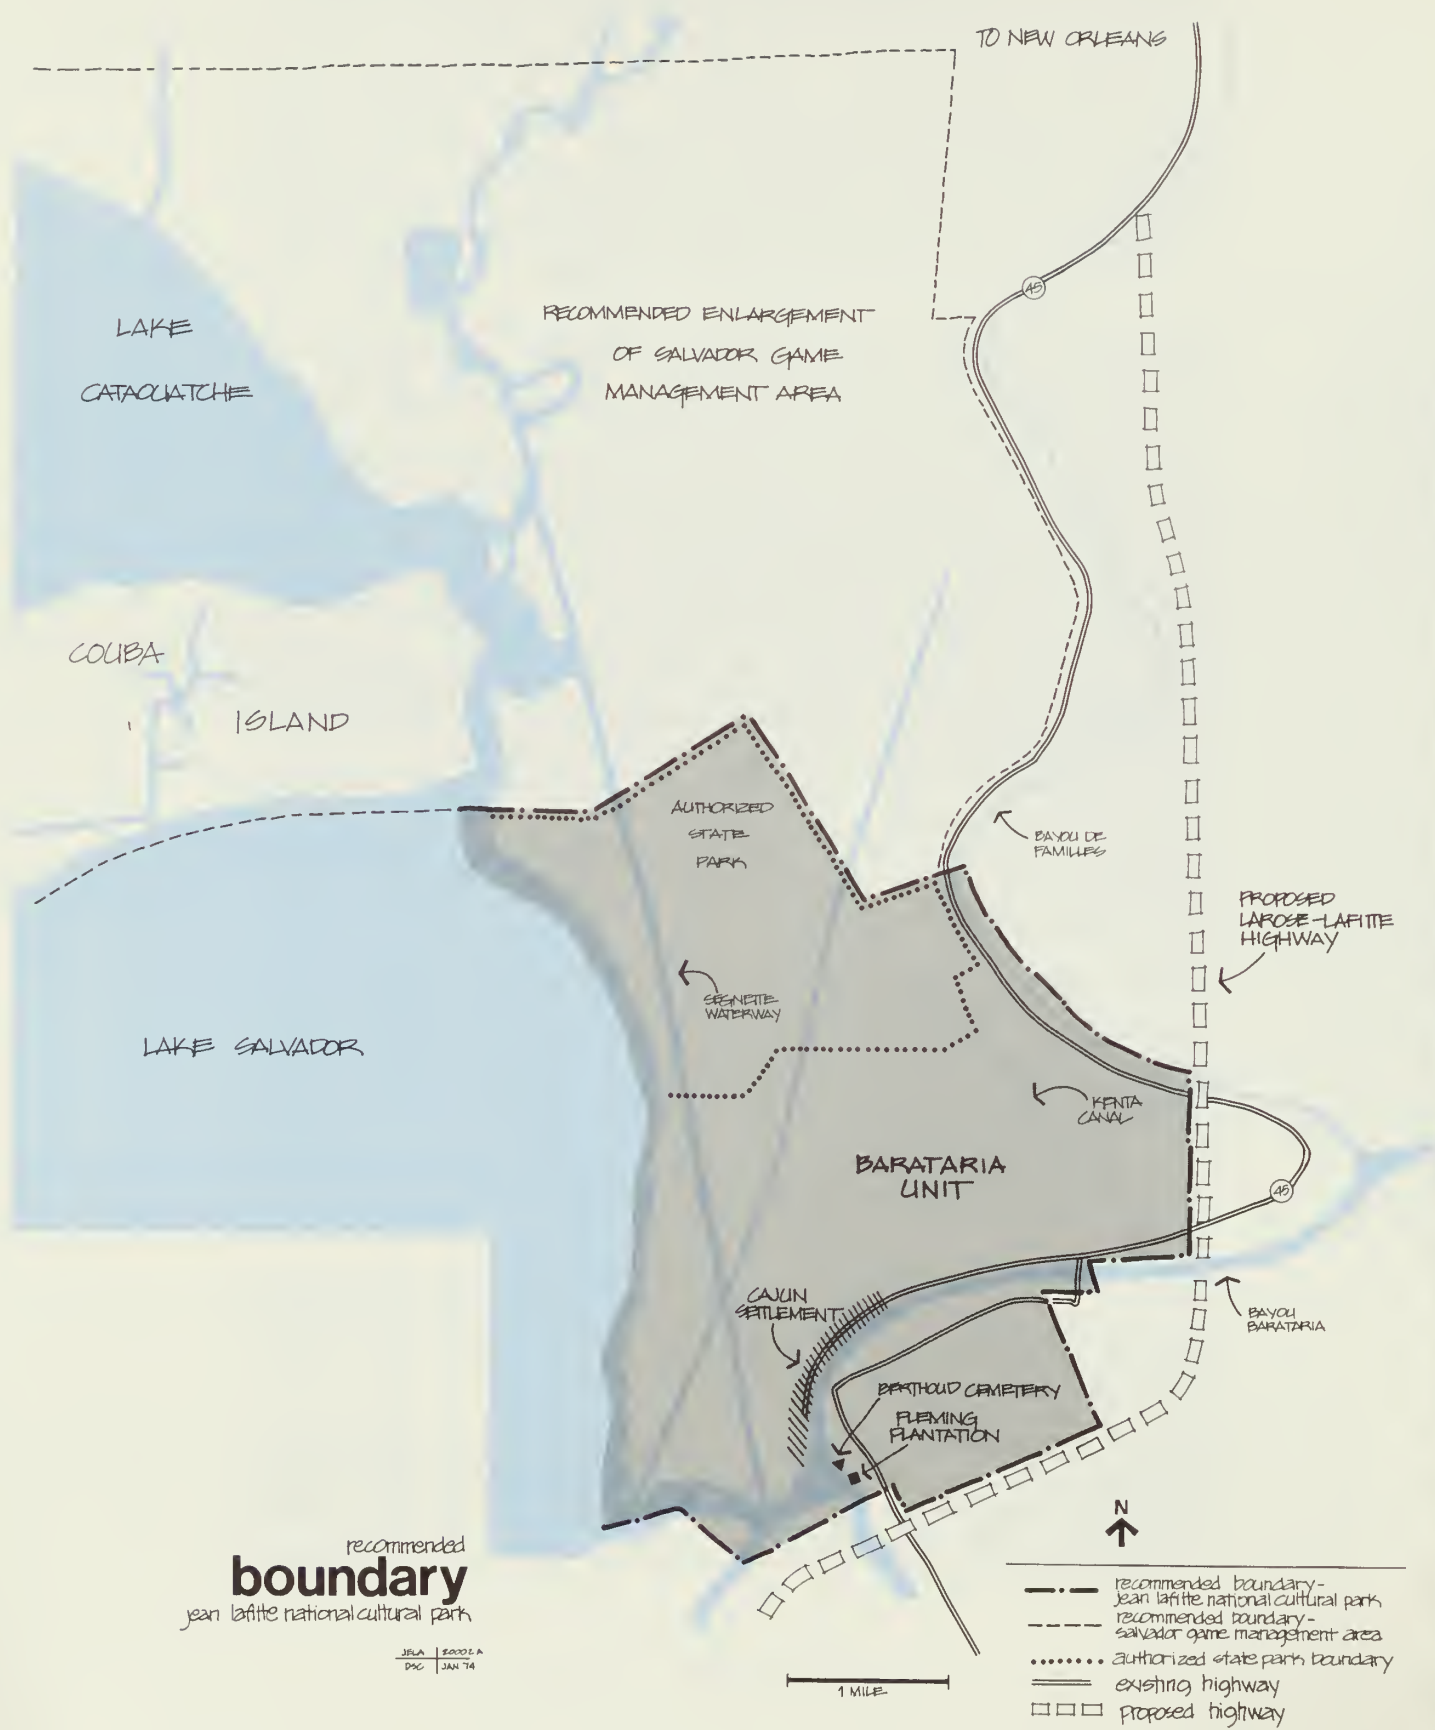 TO NEW ORLEANS
45
LAKE
CATAOUATCHE
RECOMMENDED ENLARGEMENT
OF SALVADOR GAME
MANAGEMENT AREA
COUBA
ISLAND
AUTHORIZED
STATE
PARK
BAYOU DE
FAMILLES
PROPOSED
LAROSE-LAFITTE
HIGHWAY
SEGNETTE
WATERWAY
LAKE SALVADOR
KENTA
CANAL
BARATARIA
UNIT
45
CAJUN
SETTLEMENT
BAYOU
BARATARIA
BERTHOUD CEMETERY
FLEMING
PLANTATION
N
recommended
boundary
jean lafitte national cultural park
JELA 20002A
DSC JAN 74
1 MILE
recommended boundary-
jean lafitte national cultural park
recommended boundary-
salvador game management area
authorized state park boundary
existing highway
proposed highway